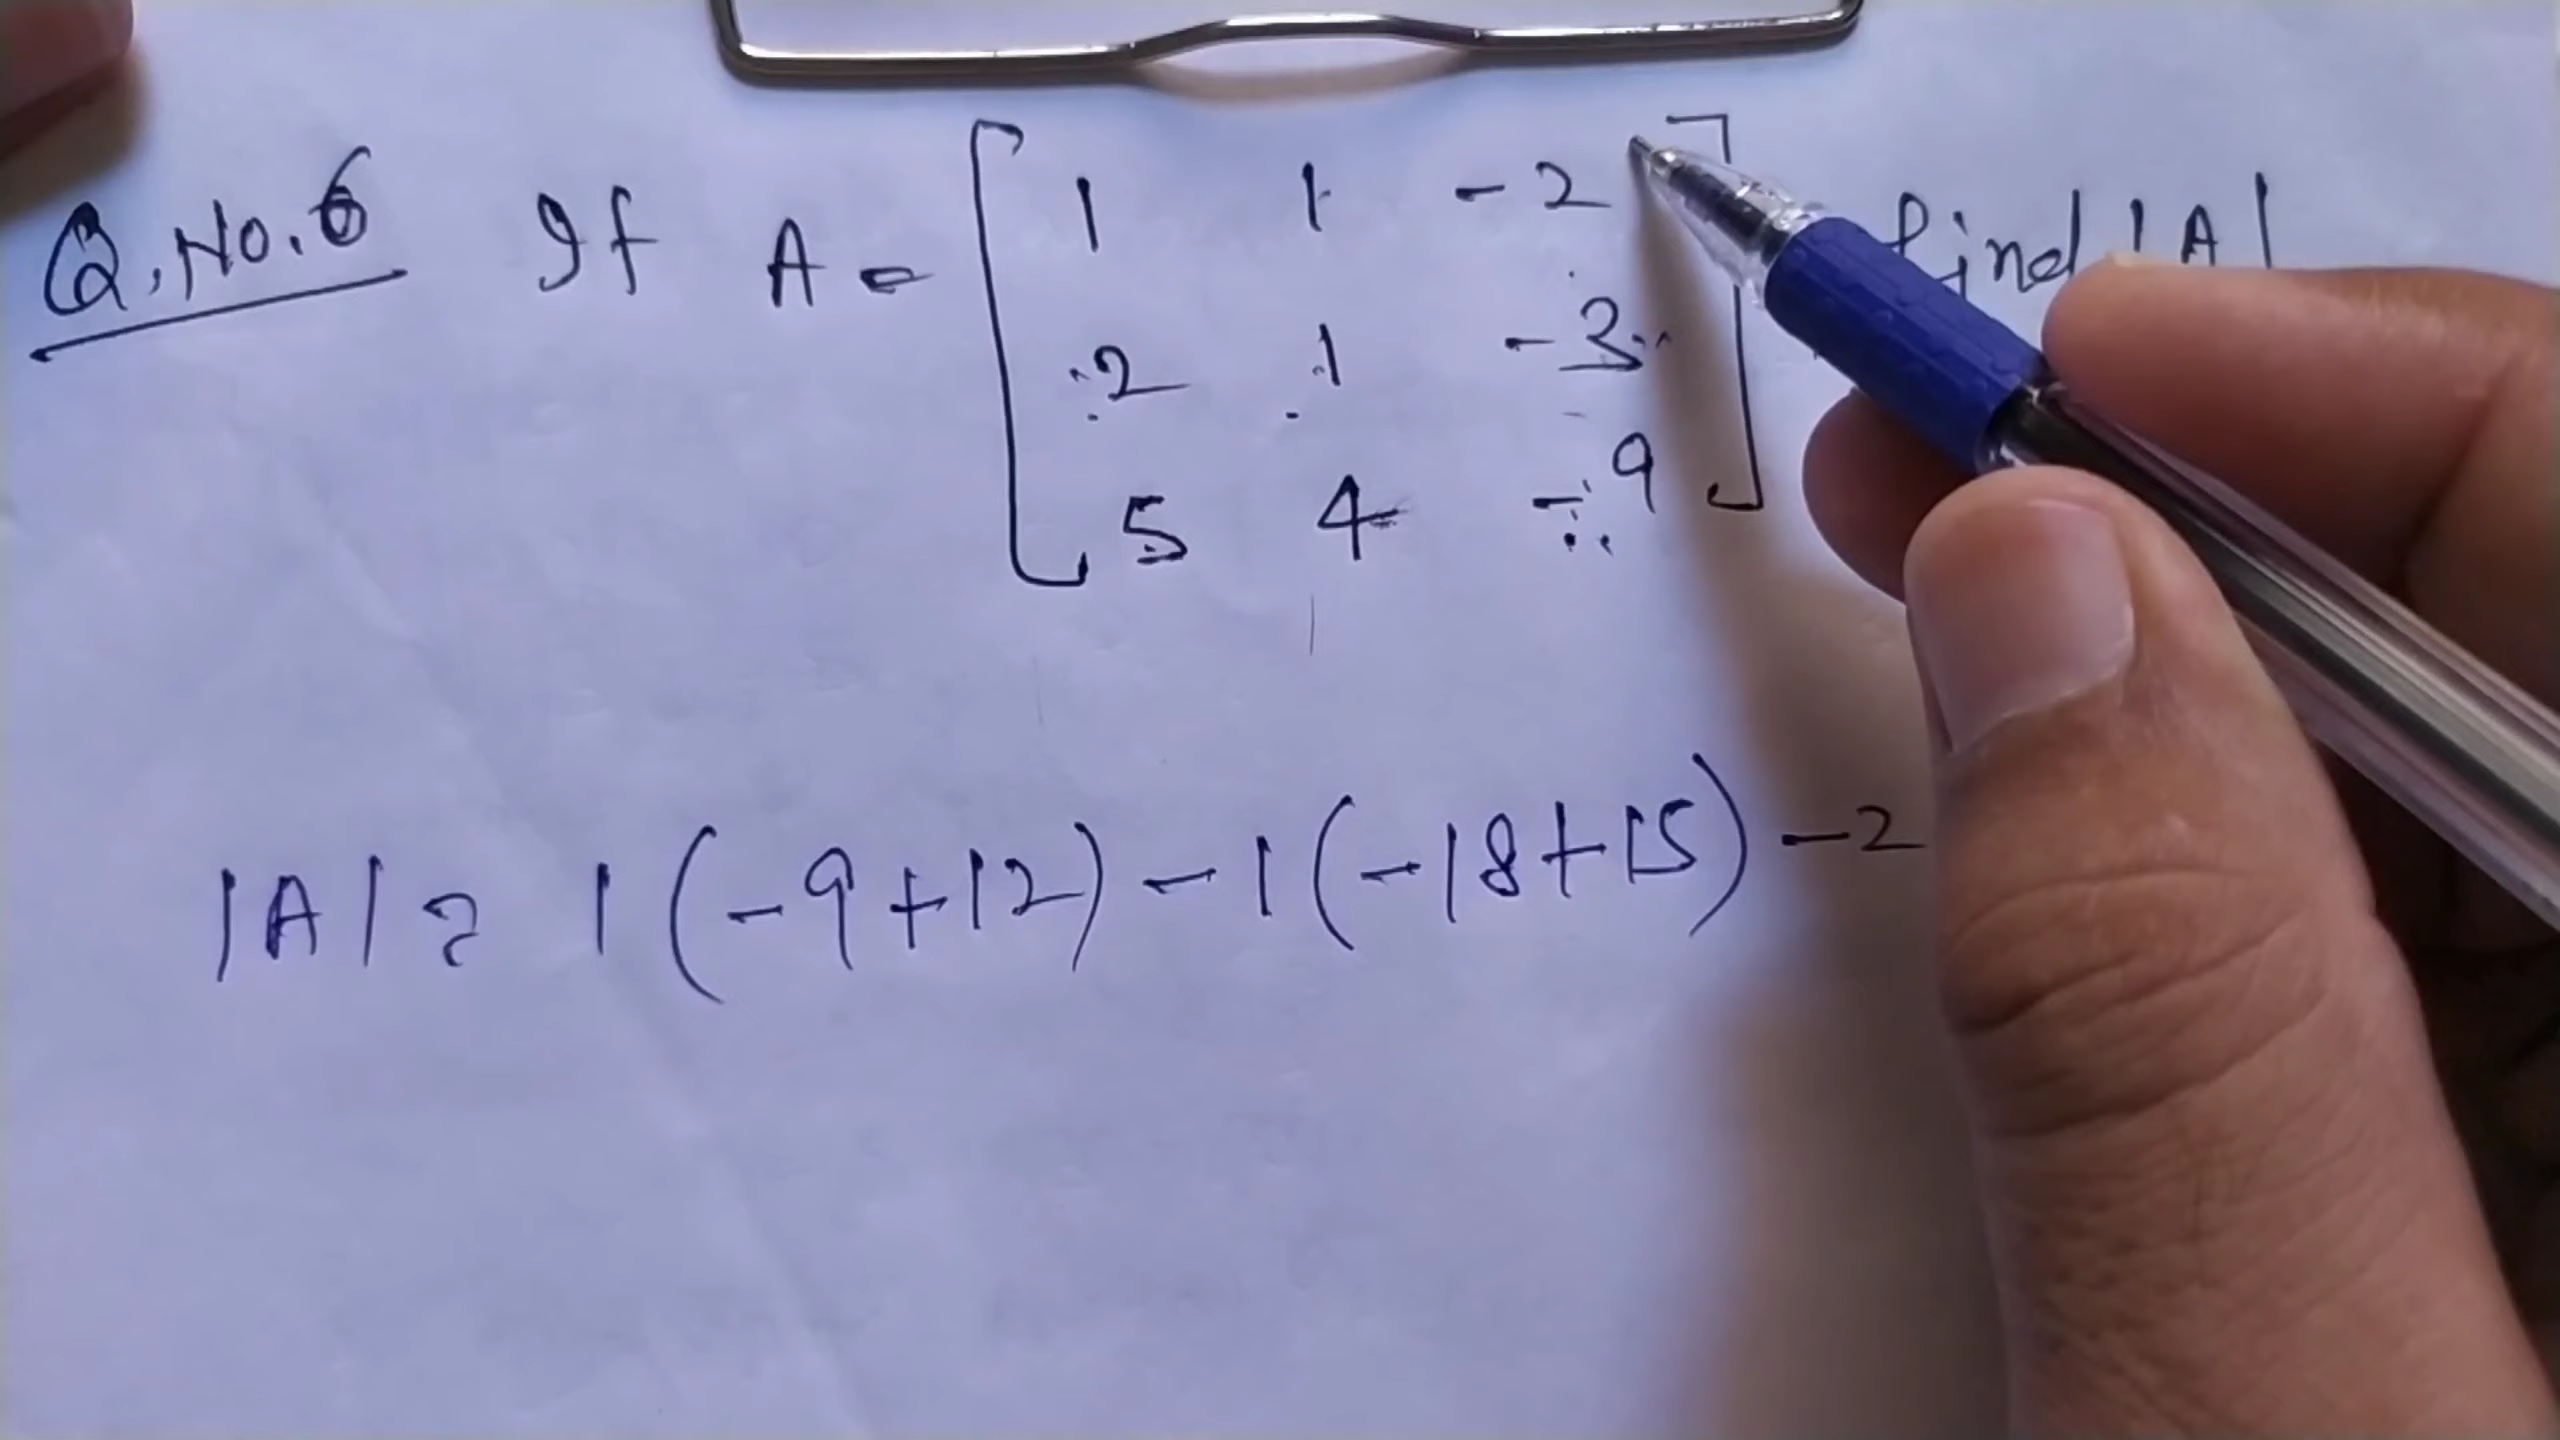 Q.No.6 If A = [ 1 1 -2
2 1 -3
5 4 -9 ] find |A|
|A| = 1(-9+12) -1(-18+15) -2